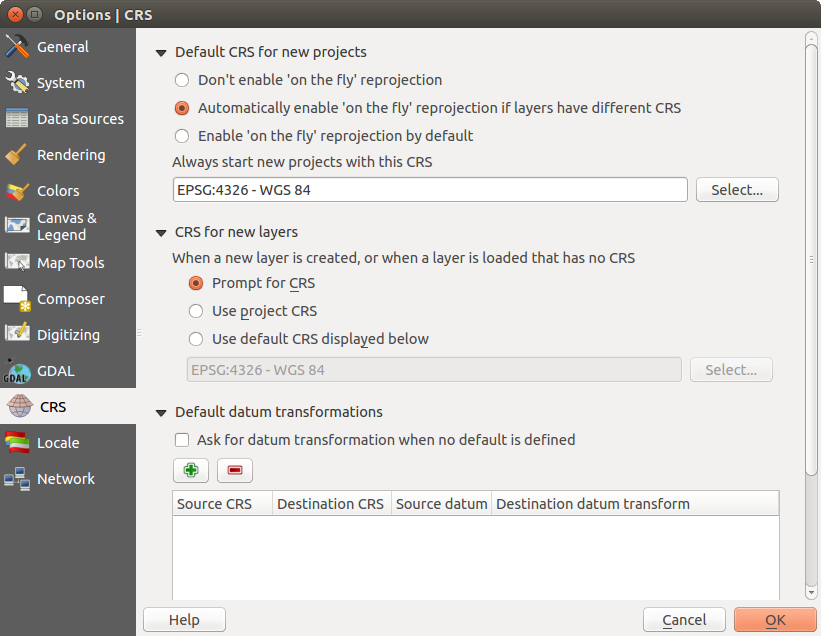 Options | CRS
General
System
Data Sources
Rendering
Colors
Canvas &
Legend
Map Tools
Composer
Digitizing
GDAL
GDAL
CRS
Locale
Network
Default CRS for new projects
Don't enable 'on the fly' reprojection
Automatically enable 'on the fly' reprojection if layers have different CRS
Enable 'on the fly' reprojection by default
Always start new projects with this CRS
EPSG:4326 - WGS 84
Select...
CRS for new layers
When a new layer is created, or when a layer is loaded that has no CRS
Prompt for CRS
Use project CRS
Use default CRS displayed below
EPSG:4326 - WGS 84
Select...
Default datum transformations
Ask for datum transformation when no default is defined
Source CRS Destination CRS Source datum Destination datum transform
Help
Cancel
OK